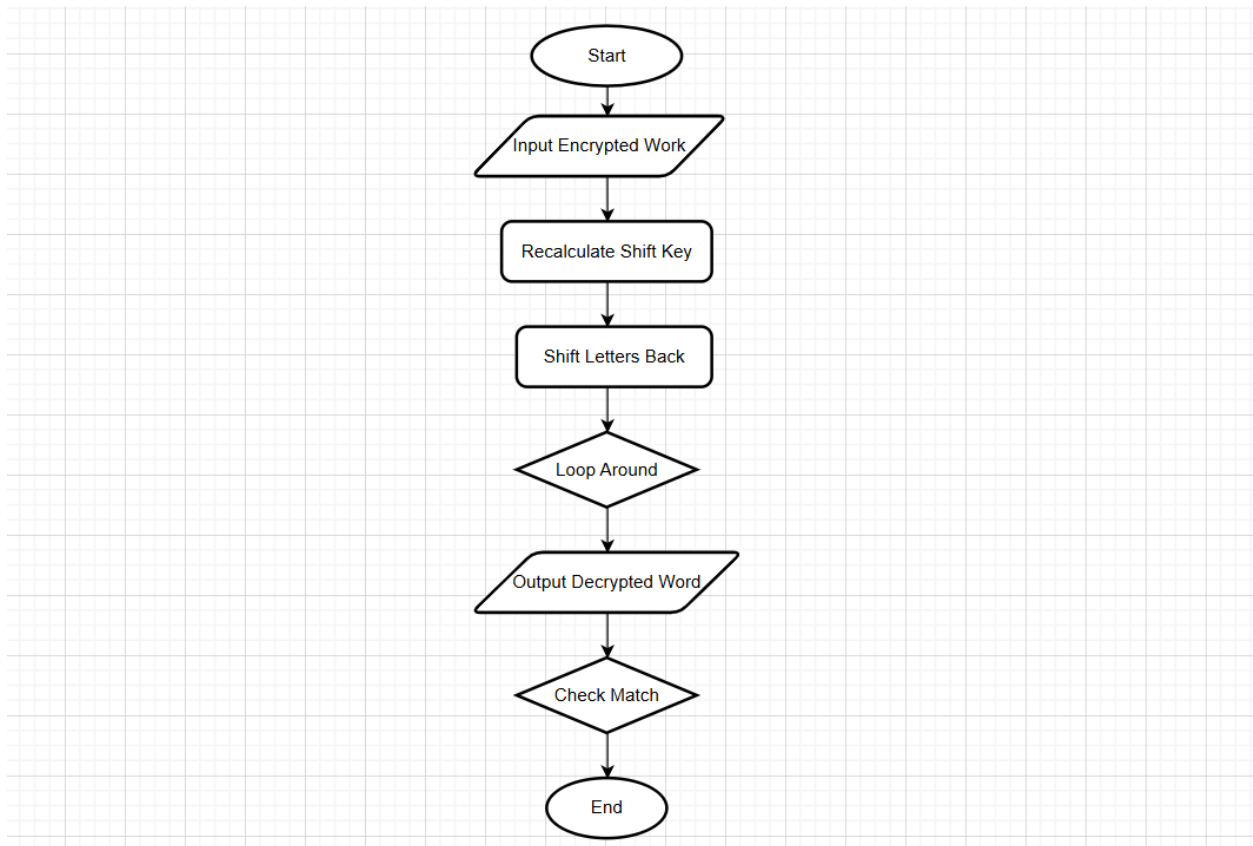 Start
Input Encrypted Work
Recalculate Shift Key
Shift Letters Back
Loop Around
Output Decrypted Word
Check Match
End